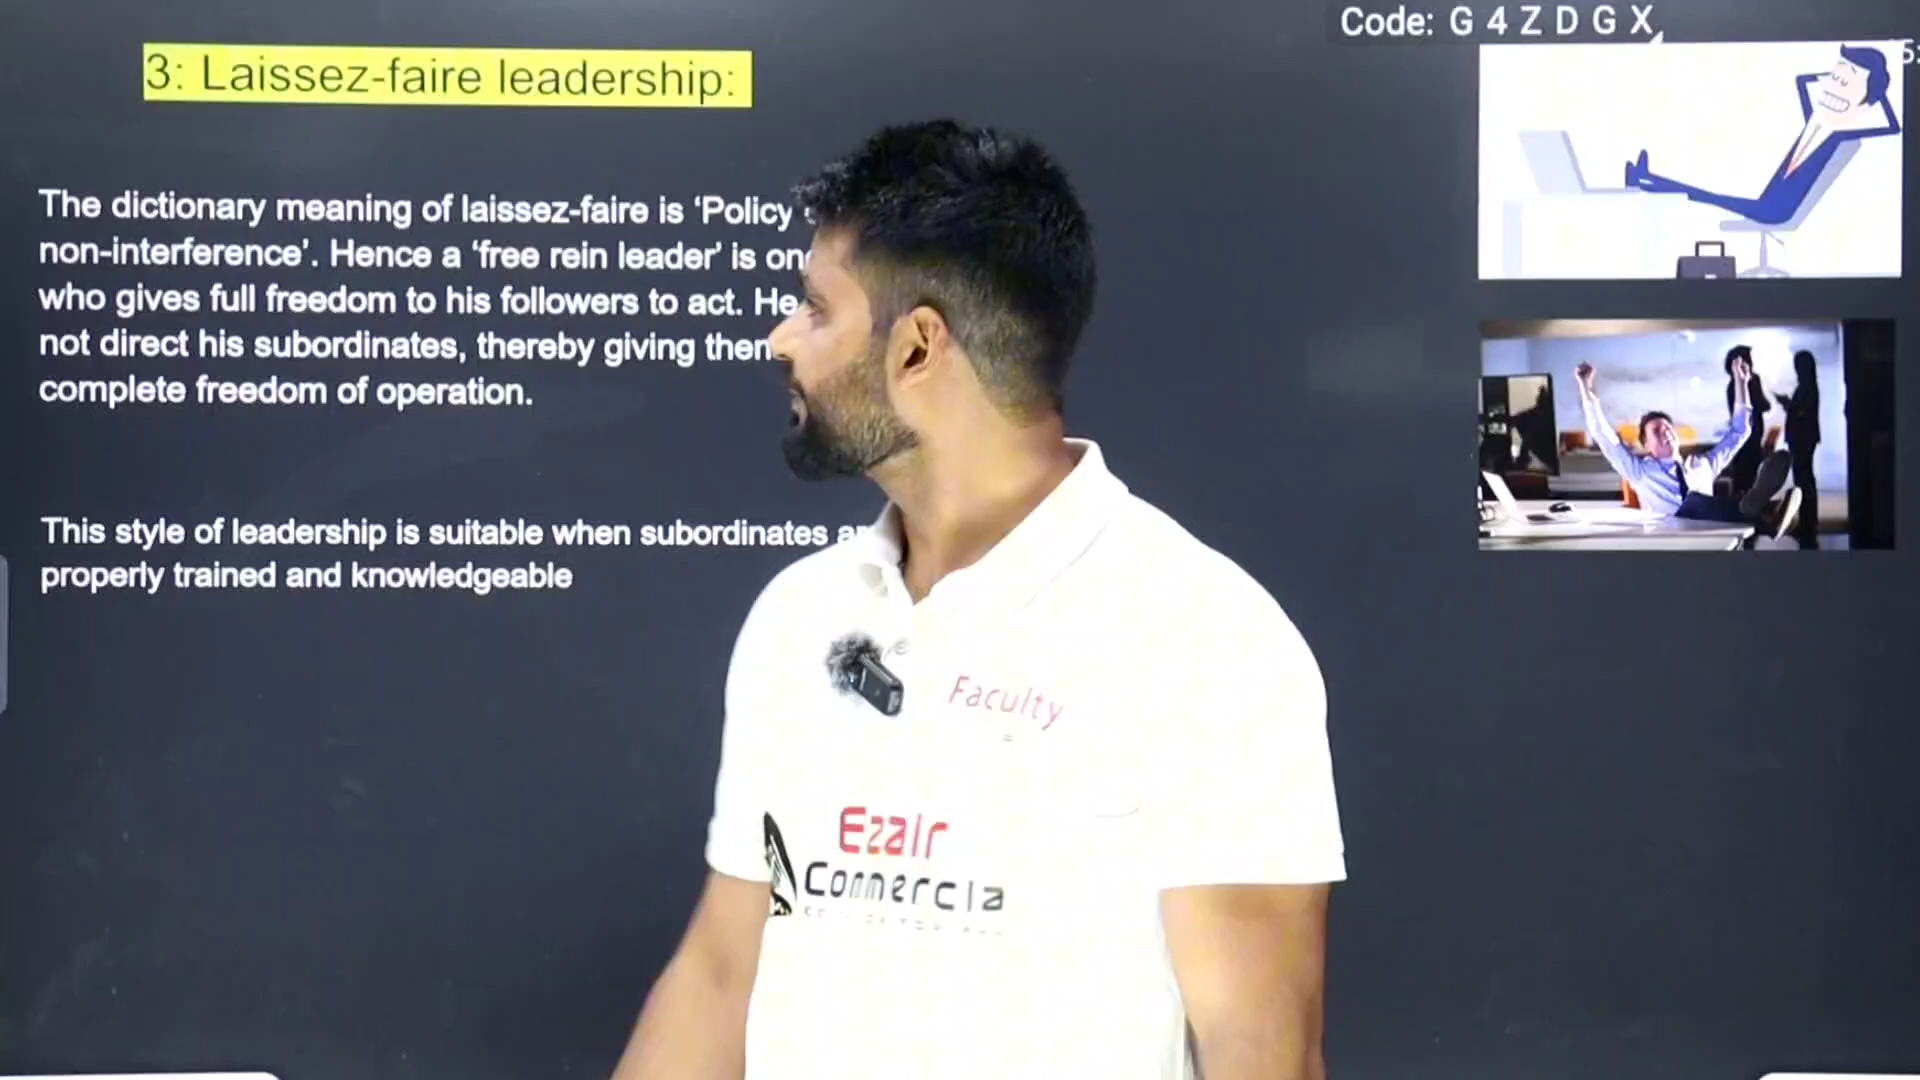 Code: G 4 Z D G X
3: Laissez-faire leadership:
The dictionary meaning of laissez-faire is ‘Policy
non-interference’. Hence a ‘free rein leader’ is
who gives full freedom to his followers to act. He
not direct his subordinates, thereby giving
complete freedom of operation.
This style of leadership is suitable when subordinates
properly trained and knowledgeable
Faculty
Ezair
Commercia